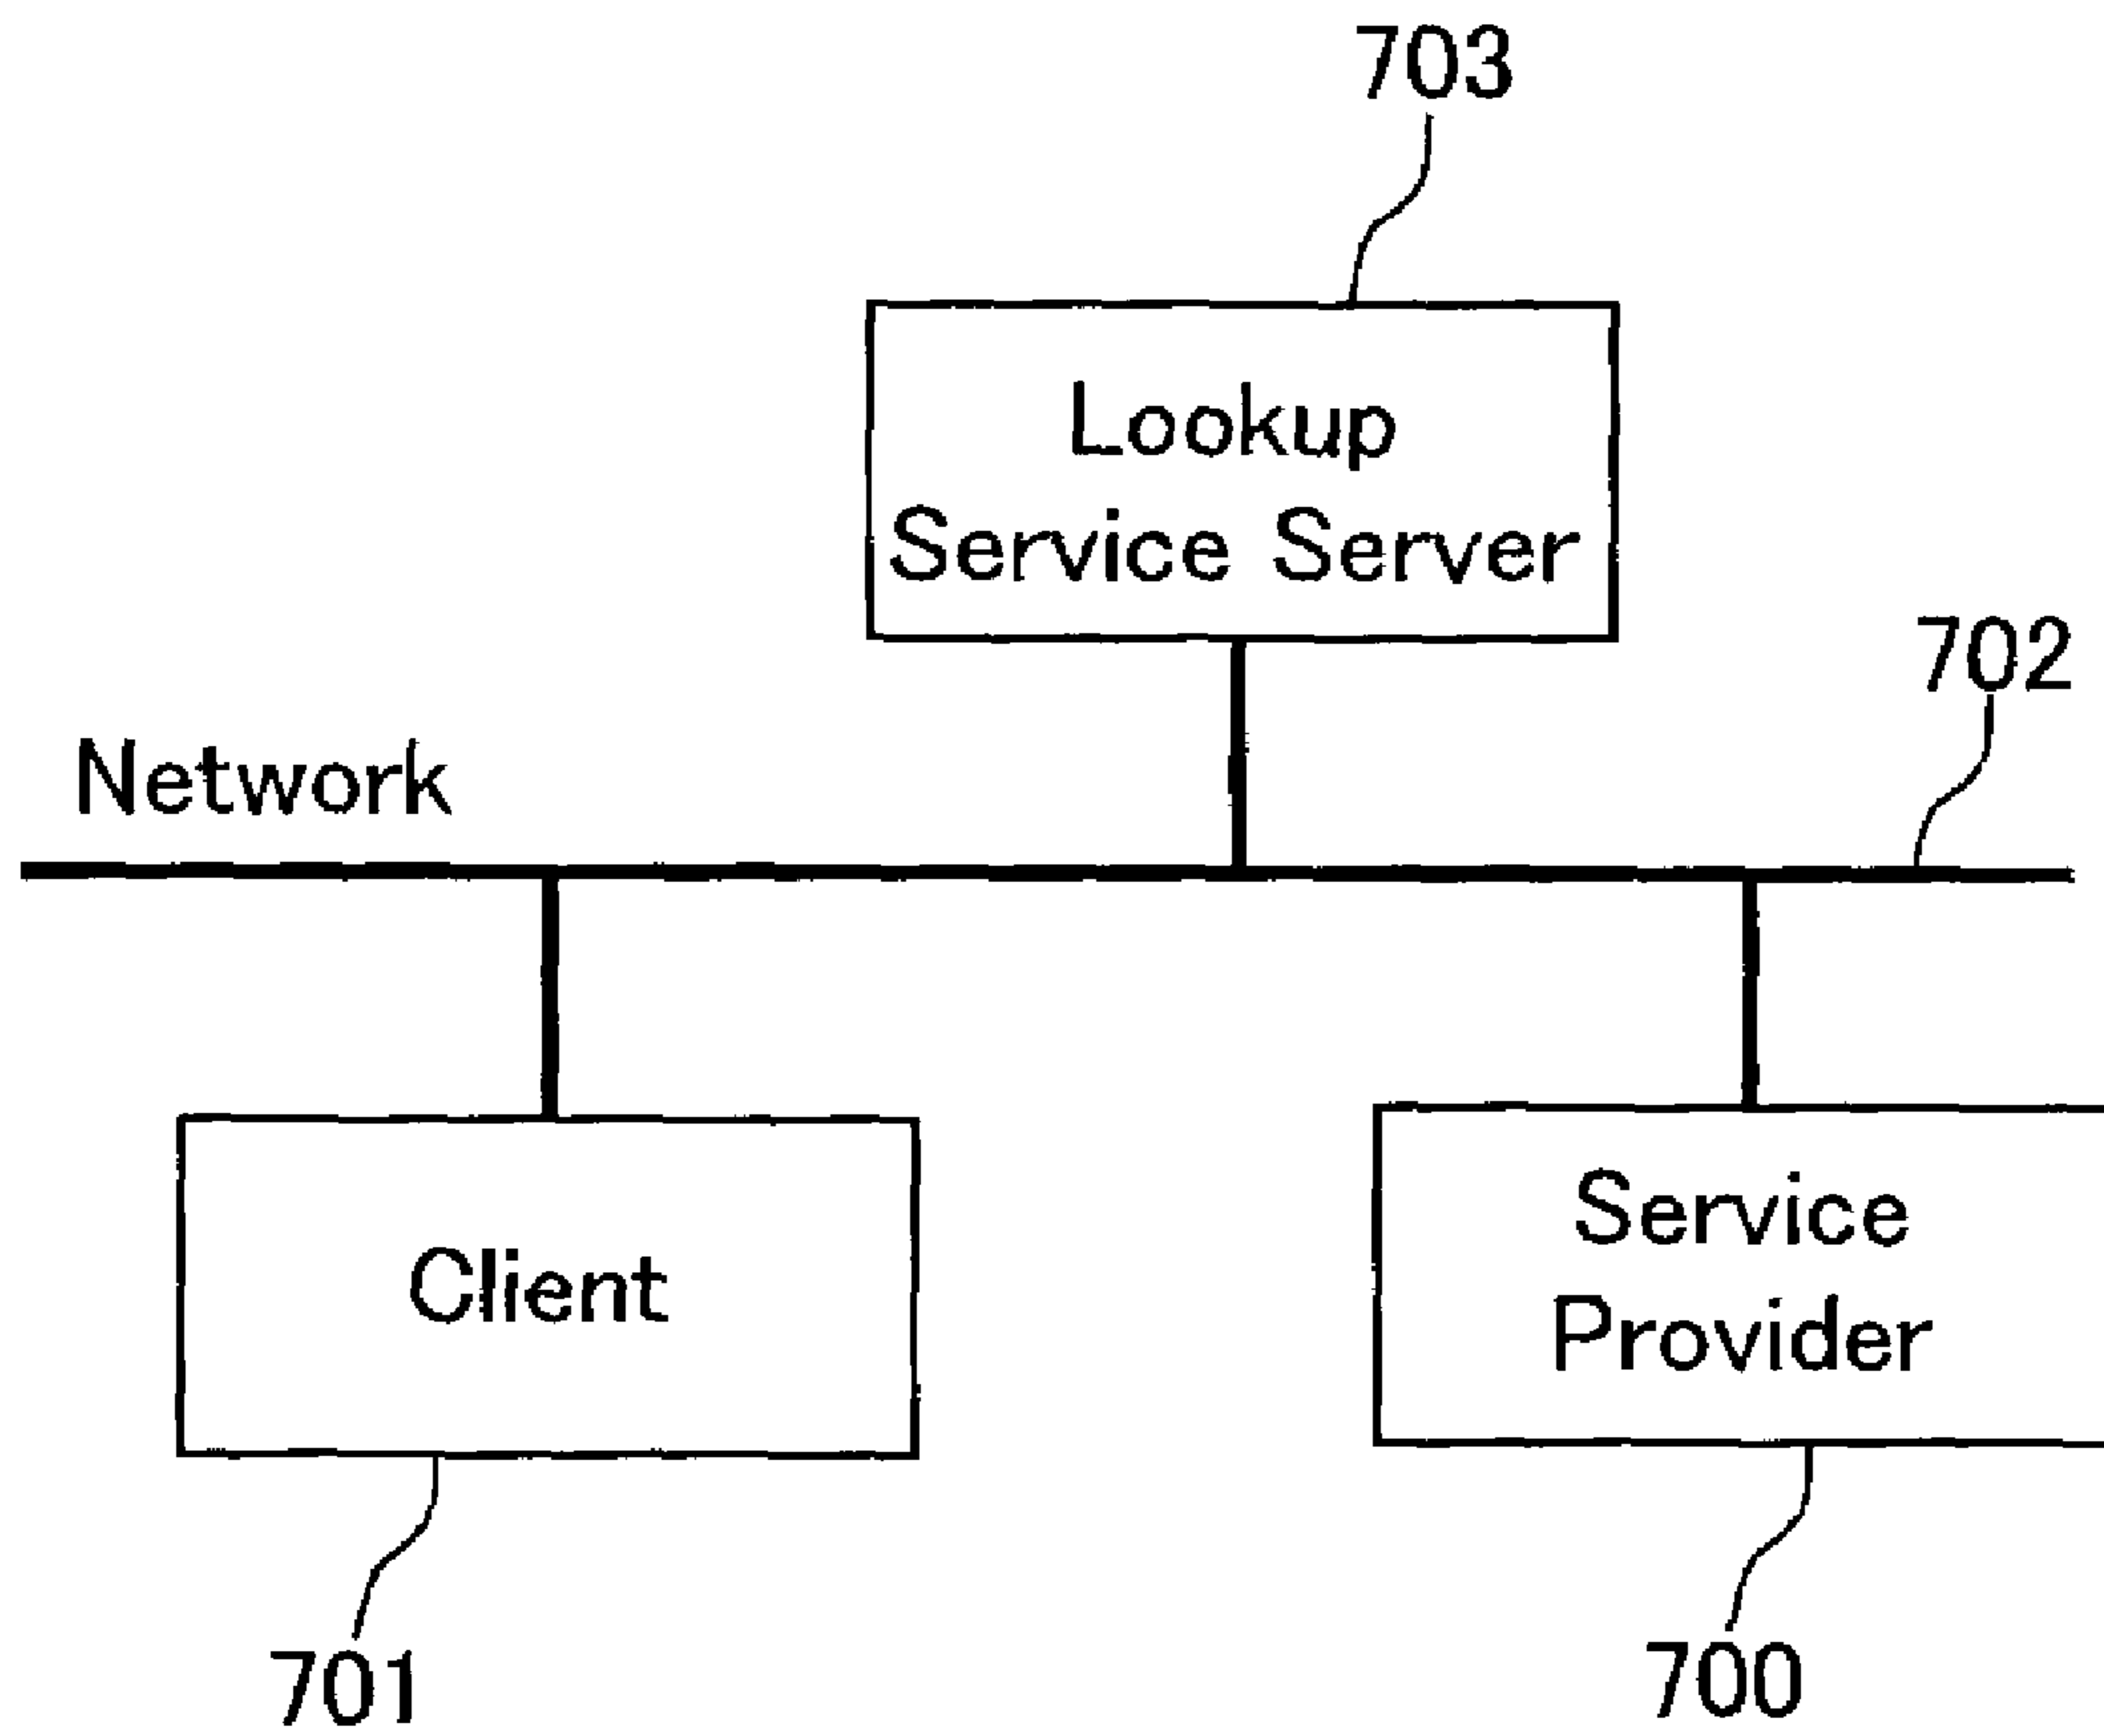 703
Lookup
Service Server
702
Network
Client
Service
Provider
701
700